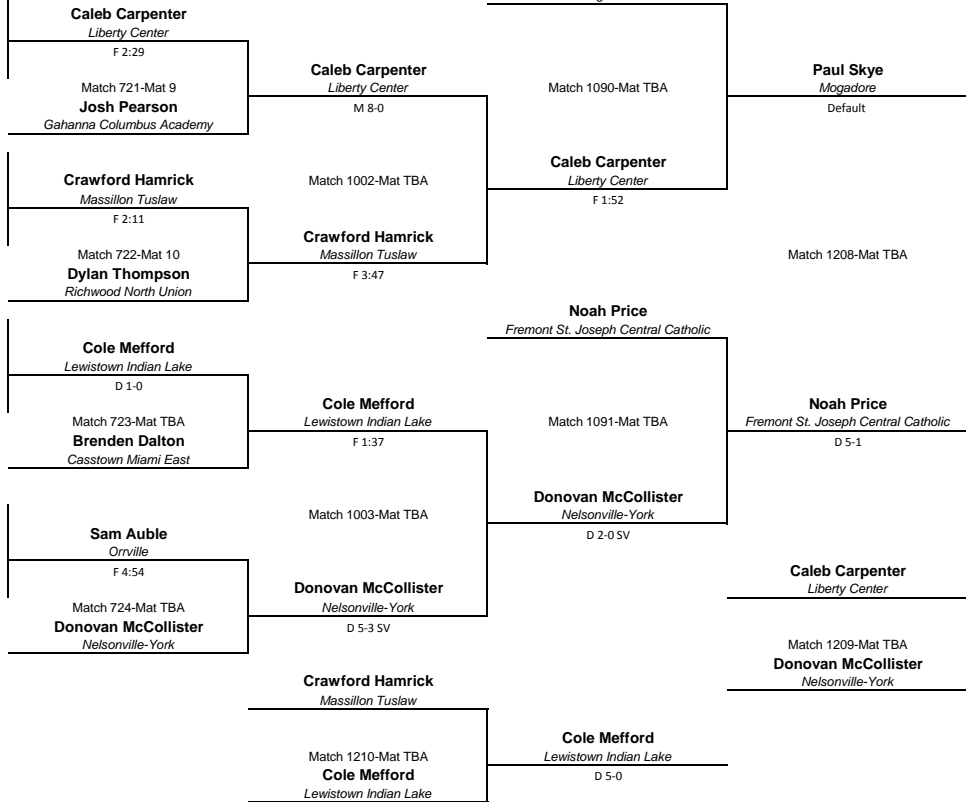 Caleb Carpenter
Liberty Center
F 2:29
Match 721-Mat 9
Josh Pearson
Gahanna Columbus Academy
Crawford Hamrick
Massillon Tuslaw
F 2:11
Match 722-Mat 10
Dylan Thompson
Richwood North Union
Cole Mefford
Lewistown Indian Lake
D 1-0
Match 723-Mat TBA
Brenden Dalton
Casstown Miami East
Sam Auble
Orrville
F 4:54
Match 724-Mat TBA
Donovan McCollister
Nelsonville-York
Caleb Carpenter
Liberty Center
M 8-0
Match 1002-Mat TBA
Crawford Hamrick
Massillon Tuslaw
F 3:47
Cole Mefford
Lewistown Indian Lake
F 1:37
Match 1003-Mat TBA
Donovan McCollister
Nelsonville-York
D 5-3 SV
Crawford Hamrick
Massillon Tuslaw
Match 1210-Mat TBA
Cole Mefford
Lewistown Indian Lake
Match 1090-Mat TBA
Caleb Carpenter
Liberty Center
F 1:52
Noah Price
Fremont St. Joseph Central Catholic
Match 1091-Mat TBA
Donovan McCollister
Nelsonville-York
D 2-0 SV
Cole Mefford
Lewistown Indian Lake
D 5-0
Paul Skye
Mogadore
Default
Match 1208-Mat TBA
Noah Price
Fremont St. Joseph Central Catholic
D 5-1
Caleb Carpenter
Liberty Center
Match 1209-Mat TBA
Donovan McCollister
Nelsonville-York